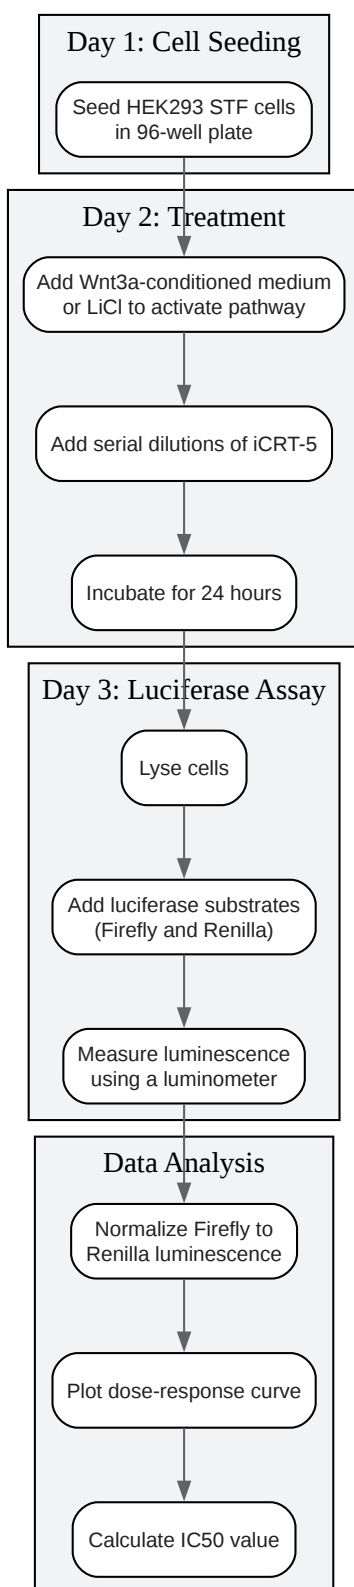 Day 1: Cell Seeding
Seed HEK293 STF cells
in 96-well plate
Day 2: Treatment
Add Wnt3a-conditioned medium
or LiCl to activate pathway
Add serial dilutions of iCRT-5
Incubate for 24 hours
Day 3: Luciferase Assay
Lyse cells
Add luciferase substrates
(Firefly and Renilla)
Measure luminescence
using a luminometer
Data Analysis
Normalize Firefly to
Renilla luminescence
Plot dose-response curve
Calculate IC50 value